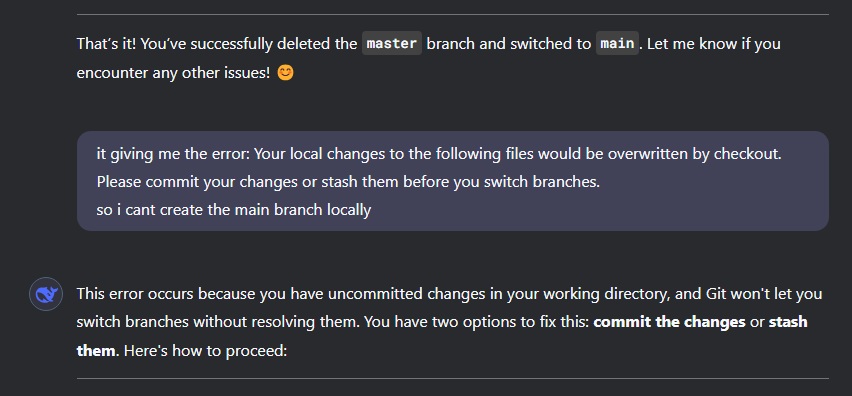 That's it! You've successfully deleted the master branch and switched to main. Let me know if you
encounter any other issues! 😊
it giving me the error: Your local changes to the following files would be overwritten by checkout.
Please commit your changes or stash them before you switch branches.
so i cant create the main branch locally
This error occurs because you have uncommitted changes in your working directory, and Git won't let you
switch branches without resolving them. You have two options to fix this: commit the changes or stash
them. Here's how to proceed: